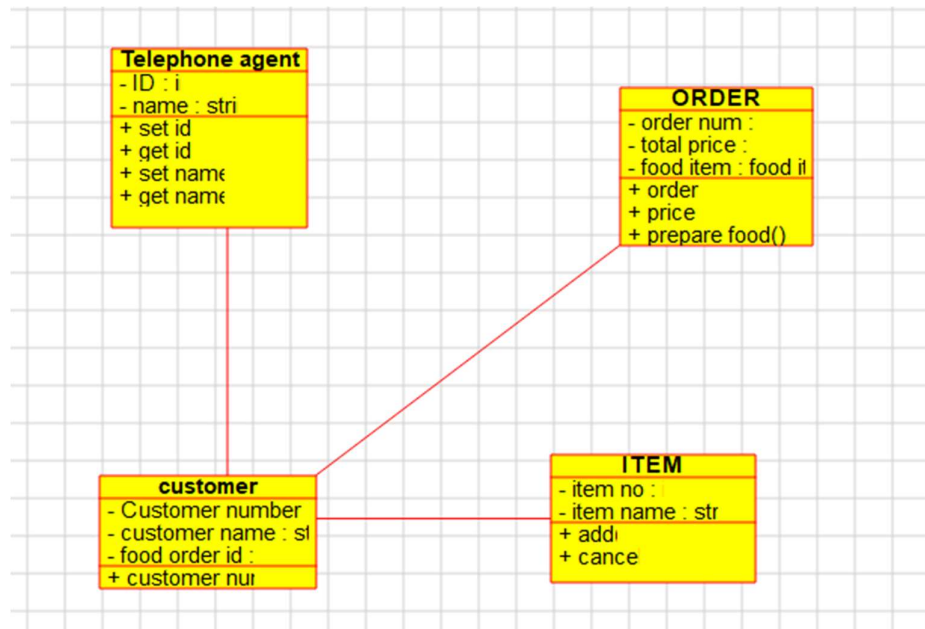 Telephone agent
- ID : i
- name : stri
+ set id
+ get id
+ set name
+ get name
ORDER
- order num :
- total price :
- food item : food it
+ order
+ price
+ prepare food()
customer
- Customer number
- customer name : st
- food order id :
+ customer nur
ITEM
- item no :
- item name : str
+ add
+ cance